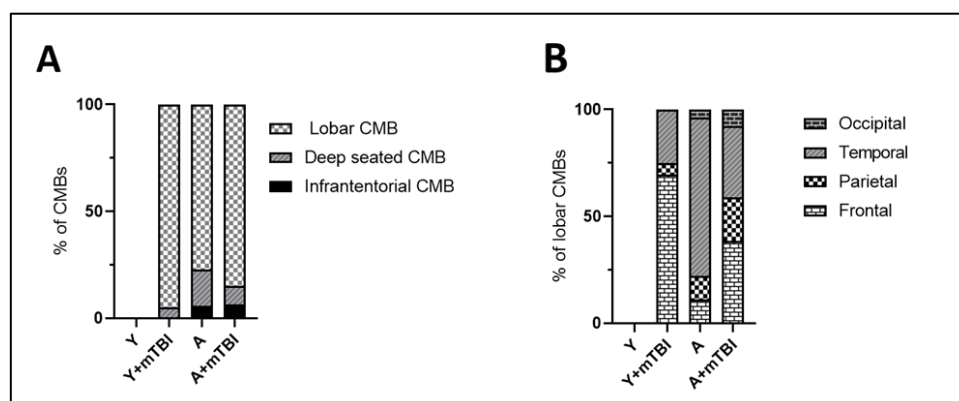 A
% of CMBs
100
50
0
Y
Y+mTBI
A
A+mTBI
Lobar CMB
Deep seated CMB
Infrantentorial CMB
B
% of lobar CMBs
100
50
0
Y
Y+mTBI
A
A+mTBI
Occipital
Temporal
Parietal
Frontal